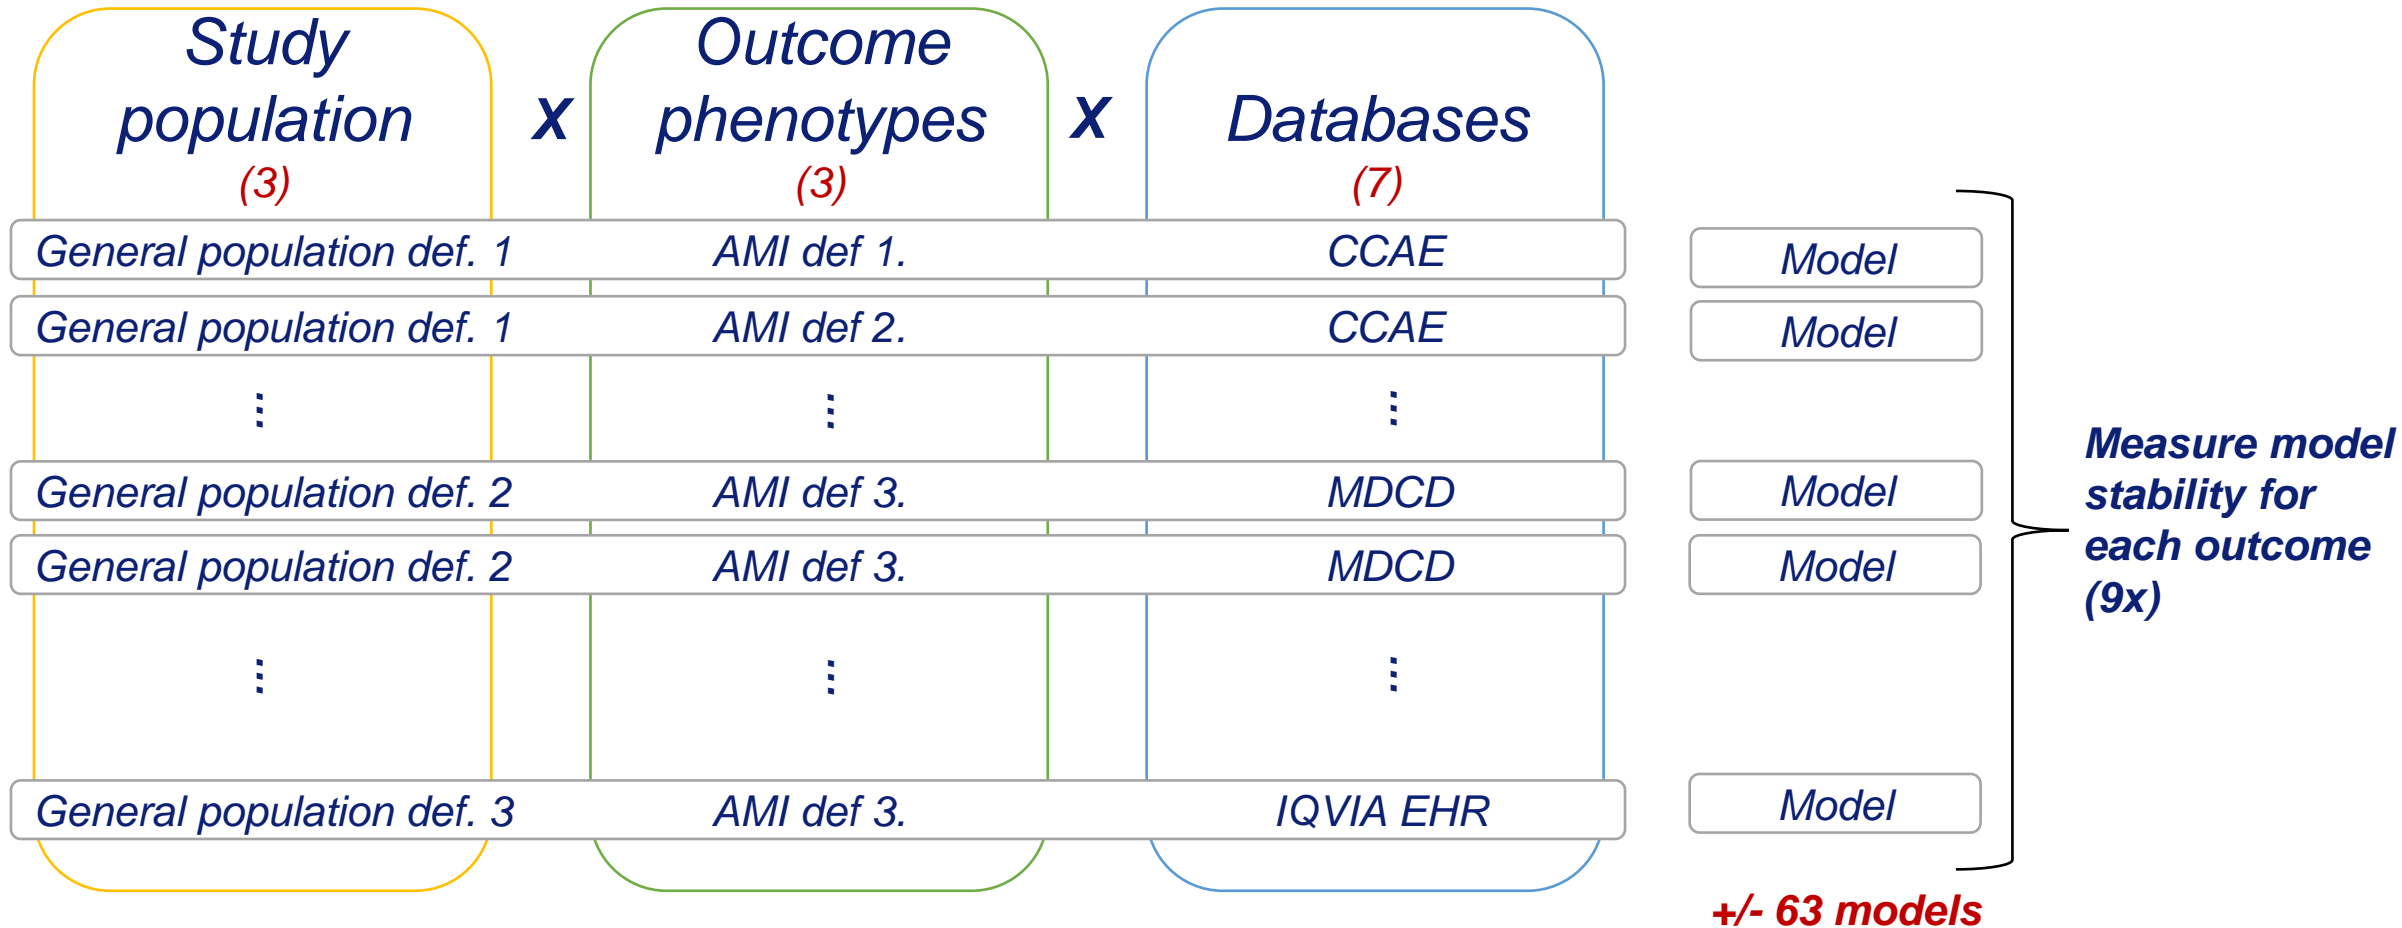 Study
population
(3)
X
Outcome
phenotypes
(3)
X
Databases
(7)
General population def. 1 AMI def 1. CCAE Model
General population def. 1 AMI def 2. CCAE Model
... ... ...
General population def. 2 AMI def 3. MDCD Model
General population def. 2 AMI def 3. MDCD Model
... ... ...
General population def. 3 AMI def 3. IQVIA EHR Model
Measure model
stability for
each outcome
(9x)
+/- 63 models